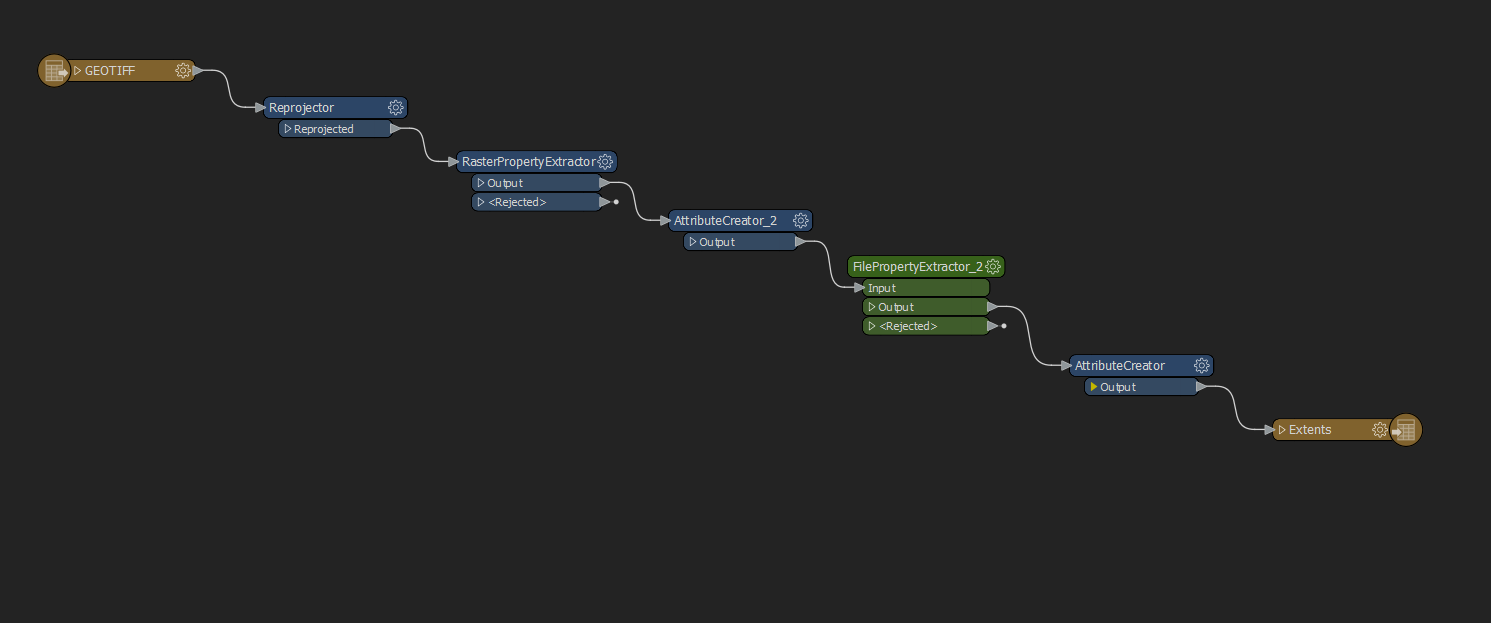 GEOTIFF
Reprojector
Reprojected
RasterPropertyExtractor
Output
<Rejected>
AttributeCreator_2
Output
FilePropertyExtractor_2
Input
Output
<Rejected>
AttributeCreator
Output
Extents